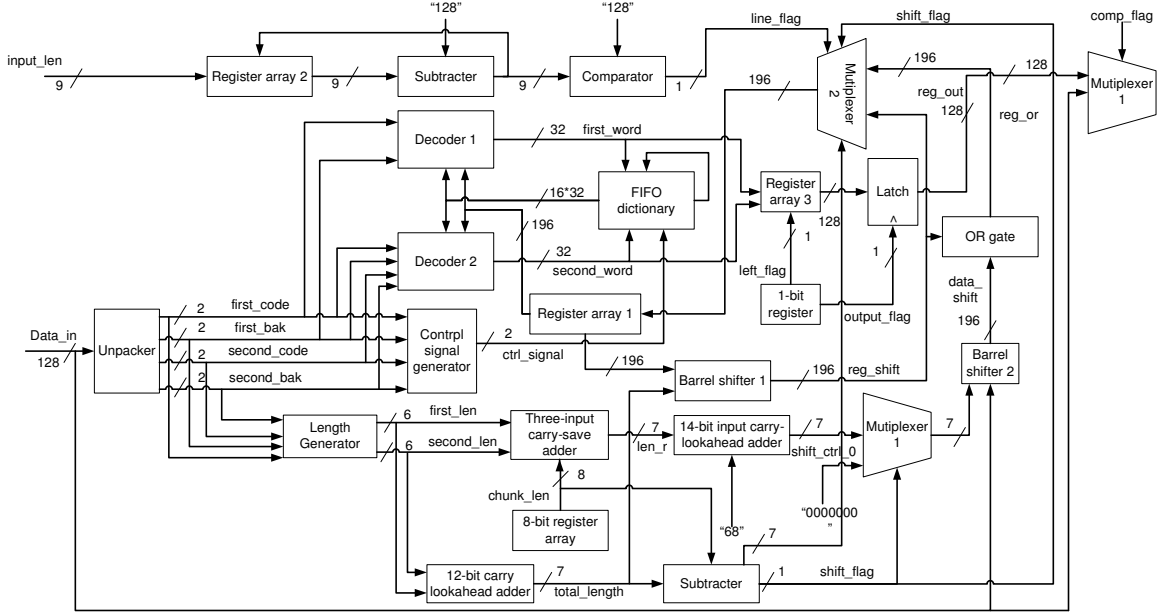 “128”
“128”
line_flag
shift_flag
comp_flag
input_len
9
Register array 2
9
Subtracter
9
Comparator
1
196
Mutiplexer
2
196
reg_out
128
128
reg_or
Mutiplexer
1
Decoder 1
32
first_word
16*32
FIFO
dictionary
196
Register
array 3
128
Latch
1
1
OR gate
Decoder 2
32
second_word
left_flag
1-bit
register
output_flag
data_
shift
196
Register array 1
Data_in
128
Unpacker
2
first_code
2
first_bak
2
second_code
2
second_bak
Contrpl
signal
generator
2
ctrl_signal
196
Barrel shifter 1
196
reg_shift
Barrel
shifter 2
Length
Generator
6
first_len
6
second_len
Three-input
carry-save
adder
7
len_r
14-bit input carry-
lookahead adder
7
shift_ctrl_0
Mutiplexer
1
7
8
chunk_len
8-bit register
array
“68”
“0000000
”
7
12-bit carry
lookahead adder
7
total_length
Subtracter
1
shift_flag